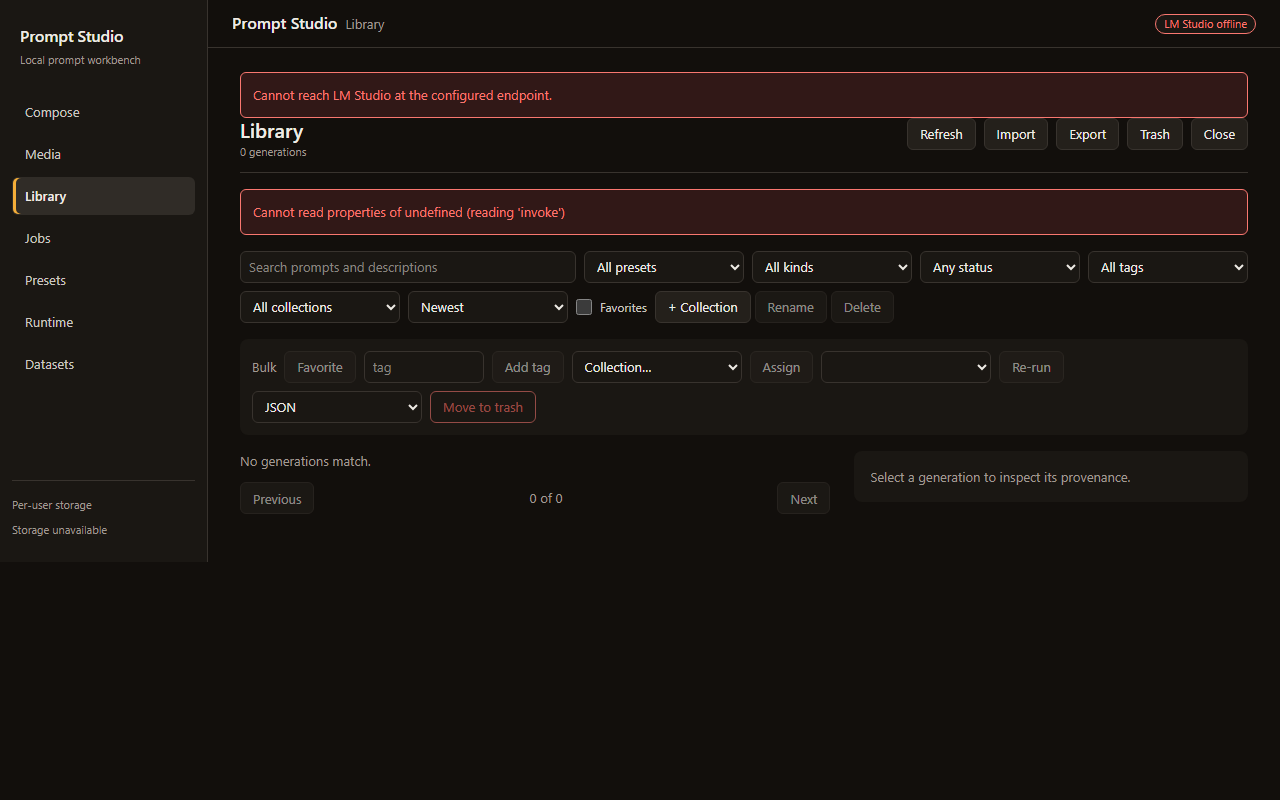 Prompt Studio
Local prompt workbench
Compose
Media
Library
Jobs
Presets
Runtime
Datasets
Per-user storage
Storage unavailable
Prompt Studio Library
LM Studio offline
Cannot reach LM Studio at the configured endpoint.
Library
0 generations
Refresh Import Export Trash Close
Cannot read properties of undefined (reading 'invoke')
Search prompts and descriptions All presets All kinds Any status All tags
All collections Newest Favorites + Collection Rename Delete
Bulk Favorite tag Add tag Collection... Assign Re-run
JSON Move to trash
No generations match.
Previous 0 of 0 Next
Select a generation to inspect its provenance.